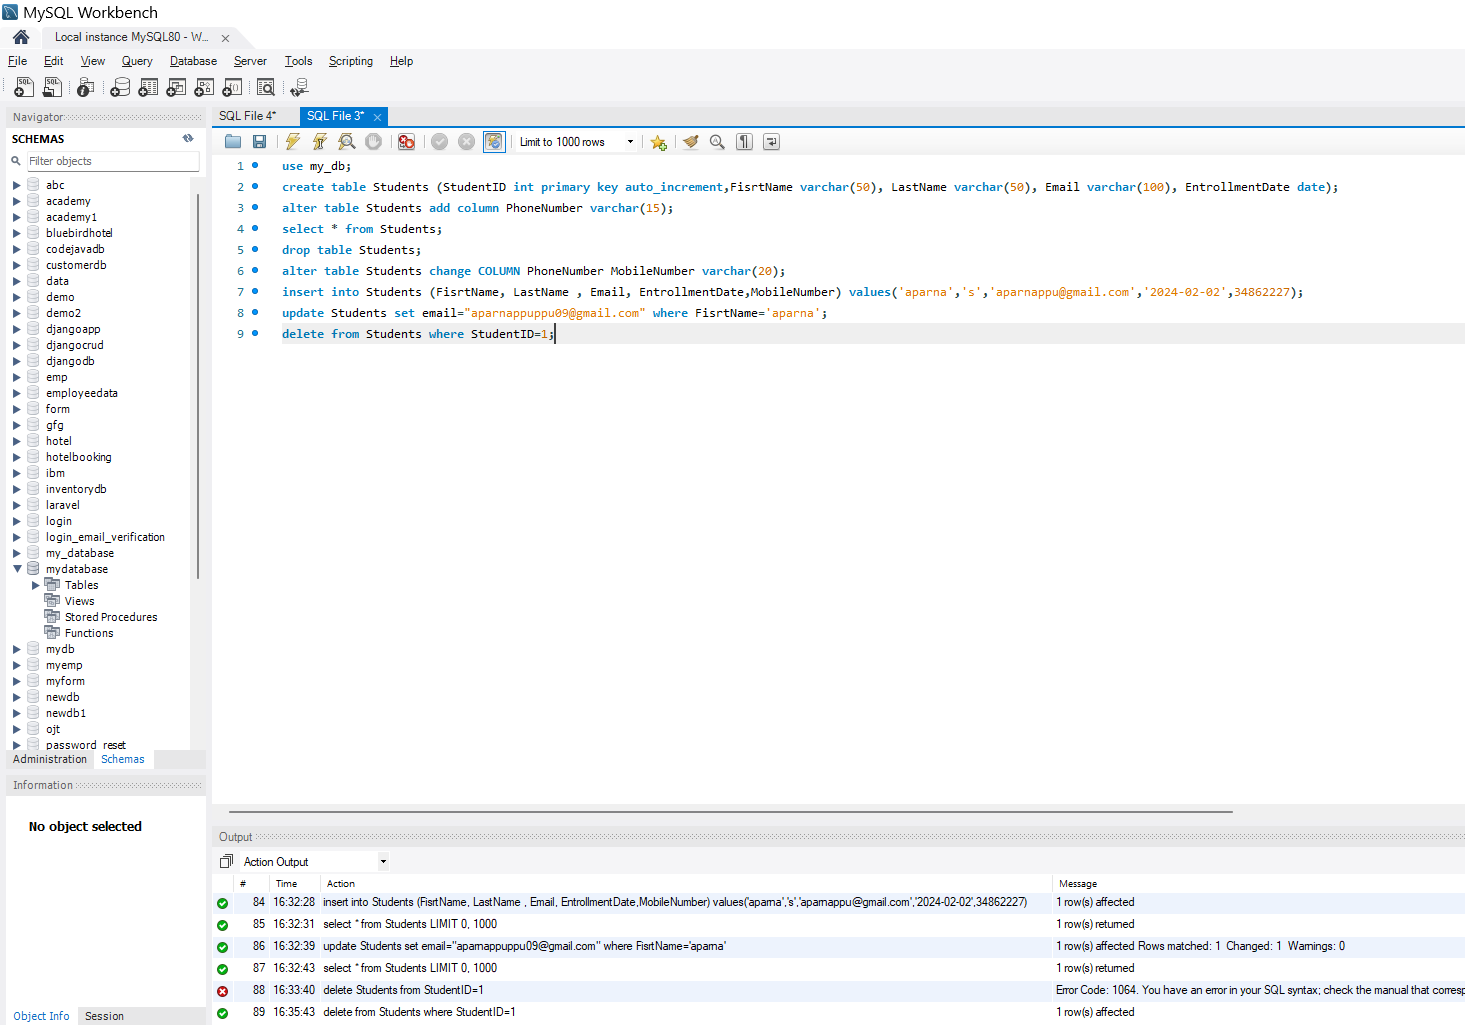 MySQL Workbench
Local instance MySQL80 - W... ×
File Edit View Query Database Server Tools Scripting Help
Navigator
SCHEMAS
Filter objects
abc
academy
academy1
bluebirdhotel
codejavadb
customerdb
data
demo
demo2
djangoapp
djangocrud
djangodb
emp
employeedata
form
gfg
hotel
hotelbooking
ibm
inventorydb
laravel
login
login_email_verification
my_database
mydatabase
Tables
Views
Stored Procedures
Functions
mydb
myemp
myform
newdb
newdb1
ojt
password_reset
Administration Schemas
Information
No object selected
Object Info Session
SQL File 4* SQL File 3* ×
Limit to 1000 rows
1 use my_db;
2 create table Students (StudentID int primary key auto_increment,FisrtName varchar(50), LastName varchar(50), Email varchar(100), EntrollmentDate date);
3 alter table Students add column PhoneNumber varchar(15);
4 select * from Students;
5 drop table Students;
6 alter table Students change COLUMN PhoneNumber MobileNumber varchar(20);
7 insert into Students (FisrtName, LastName , Email, EntrollmentDate,MobileNumber) values('aparna','s','aparnappu@gmail.com','2024-02-02',34862227);
8 update Students set email="aparnappuppu09@gmail.com" where FisrtName='aparna';
9 delete from Students where StudentID=1;
Output
Action Output
# Time Action Message
84 16:32:28 insert into Students (FisrtName, LastName , Email, EntrollmentDate,MobileNumber) values('aparna','s','aparnappu@gmail.com','2024-02-02',34862227) 1 row(s) affected
85 16:32:31 select * from Students LIMIT 0, 1000 1 row(s) returned
86 16:32:39 update Students set email="aparnappuppu09@gmail.com" where FisrtName='aparna' 1 row(s) affected Rows matched: 1 Changed: 1 Warnings: 0
87 16:32:43 select * from Students LIMIT 0, 1000 1 row(s) returned
88 16:33:40 delete Students from StudentID=1 Error Code: 1064. You have an error in your SQL syntax; check the manual that corresp
89 16:35:43 delete from Students where StudentID=1 1 row(s) affected